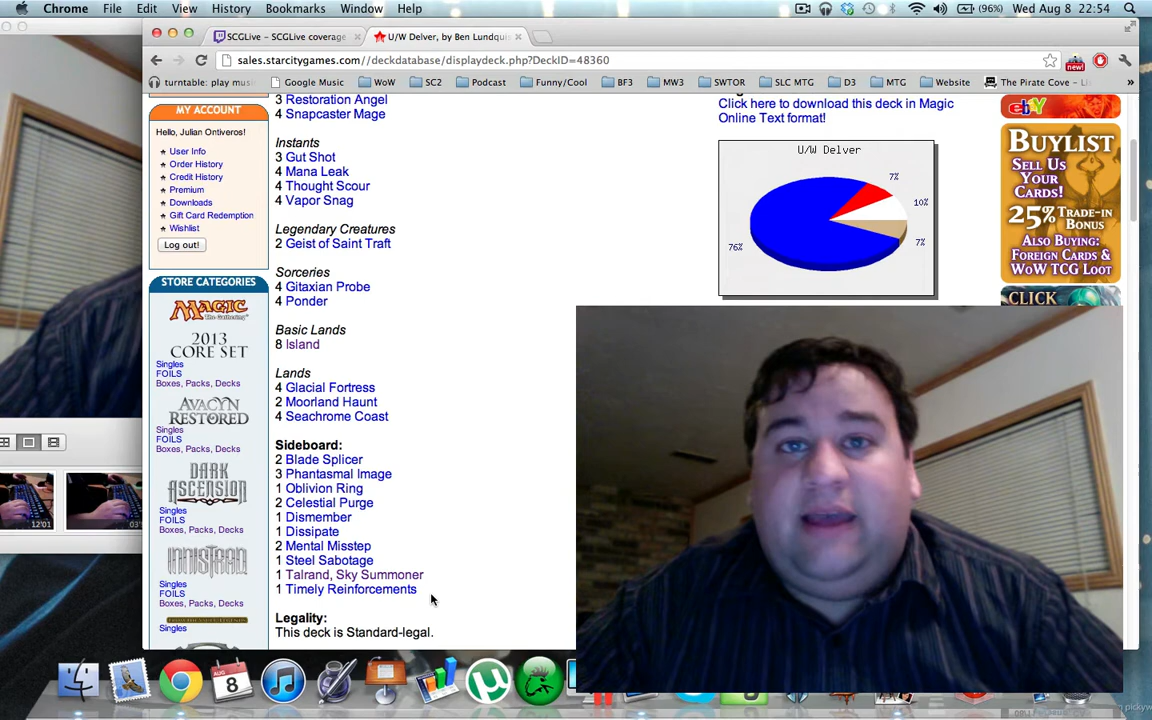 Chrome File Edit View History Bookmarks Window Help (96%) Wed Aug 8 22:54
SCGLive - SCGLive coverage
U/W Delver, by Ben Lundqui
sales.starcitygames.com//deckdatabase/displaydeck.php?DeckID=48360
turntable: play musi Google Music WoW SC2 Podcast Funny/Cool BF3 MW3 SWTOR SLC MTG D3 MTG Website The Pirate Cove - Li »
MY ACCOUNT
Hello, Julian Ontiveros!
User Info
Order History
Credit History
Premium
Downloads
Gift Card Redemption
Wishlist
Log out!
STORE CATEGORIES
MAGIC
The Gathering
2013
CORE SET
Singles
FOILS
Boxes, Packs, Decks
AVACYN
RESTORED
Singles
FOILS
Boxes, Packs, Decks
DARK
ASCENSION
Singles
FOILS
Boxes, Packs, Decks
INNISTRAD
Singles
FOILS
Boxes, Packs, Decks
Singles
3 Restoration Angel
4 Snapcaster Mage
Instants
3 Gut Shot
4 Mana Leak
4 Thought Scour
4 Vapor Snag
Legendary Creatures
2 Geist of Saint Traft
Sorceries
4 Gitaxian Probe
4 Ponder
Basic Lands
8 Island
Lands
4 Glacial Fortress
2 Moorland Haunt
4 Seachrome Coast
Sideboard:
2 Blade Splicer
3 Phantasmal Image
1 Oblivion Ring
2 Celestial Purge
1 Dismember
1 Dissipate
2 Mental Misstep
1 Steel Sabotage
1 Talrand, Sky Summoner
1 Timely Reinforcements
Legality:
This deck is Standard-legal.
Click here to download this deck in Magic
Online Text format!
U/W Delver
7%
10%
7%
76%
ebY
BUYLIST
SELL US
YOUR
CARDS!
25% TRADE-IN
BONUS
ALSO BUYING:
FOREIGN CARDS &
WOW TCG LOOT
CLICK
new
12'01
03'5
AUG
8